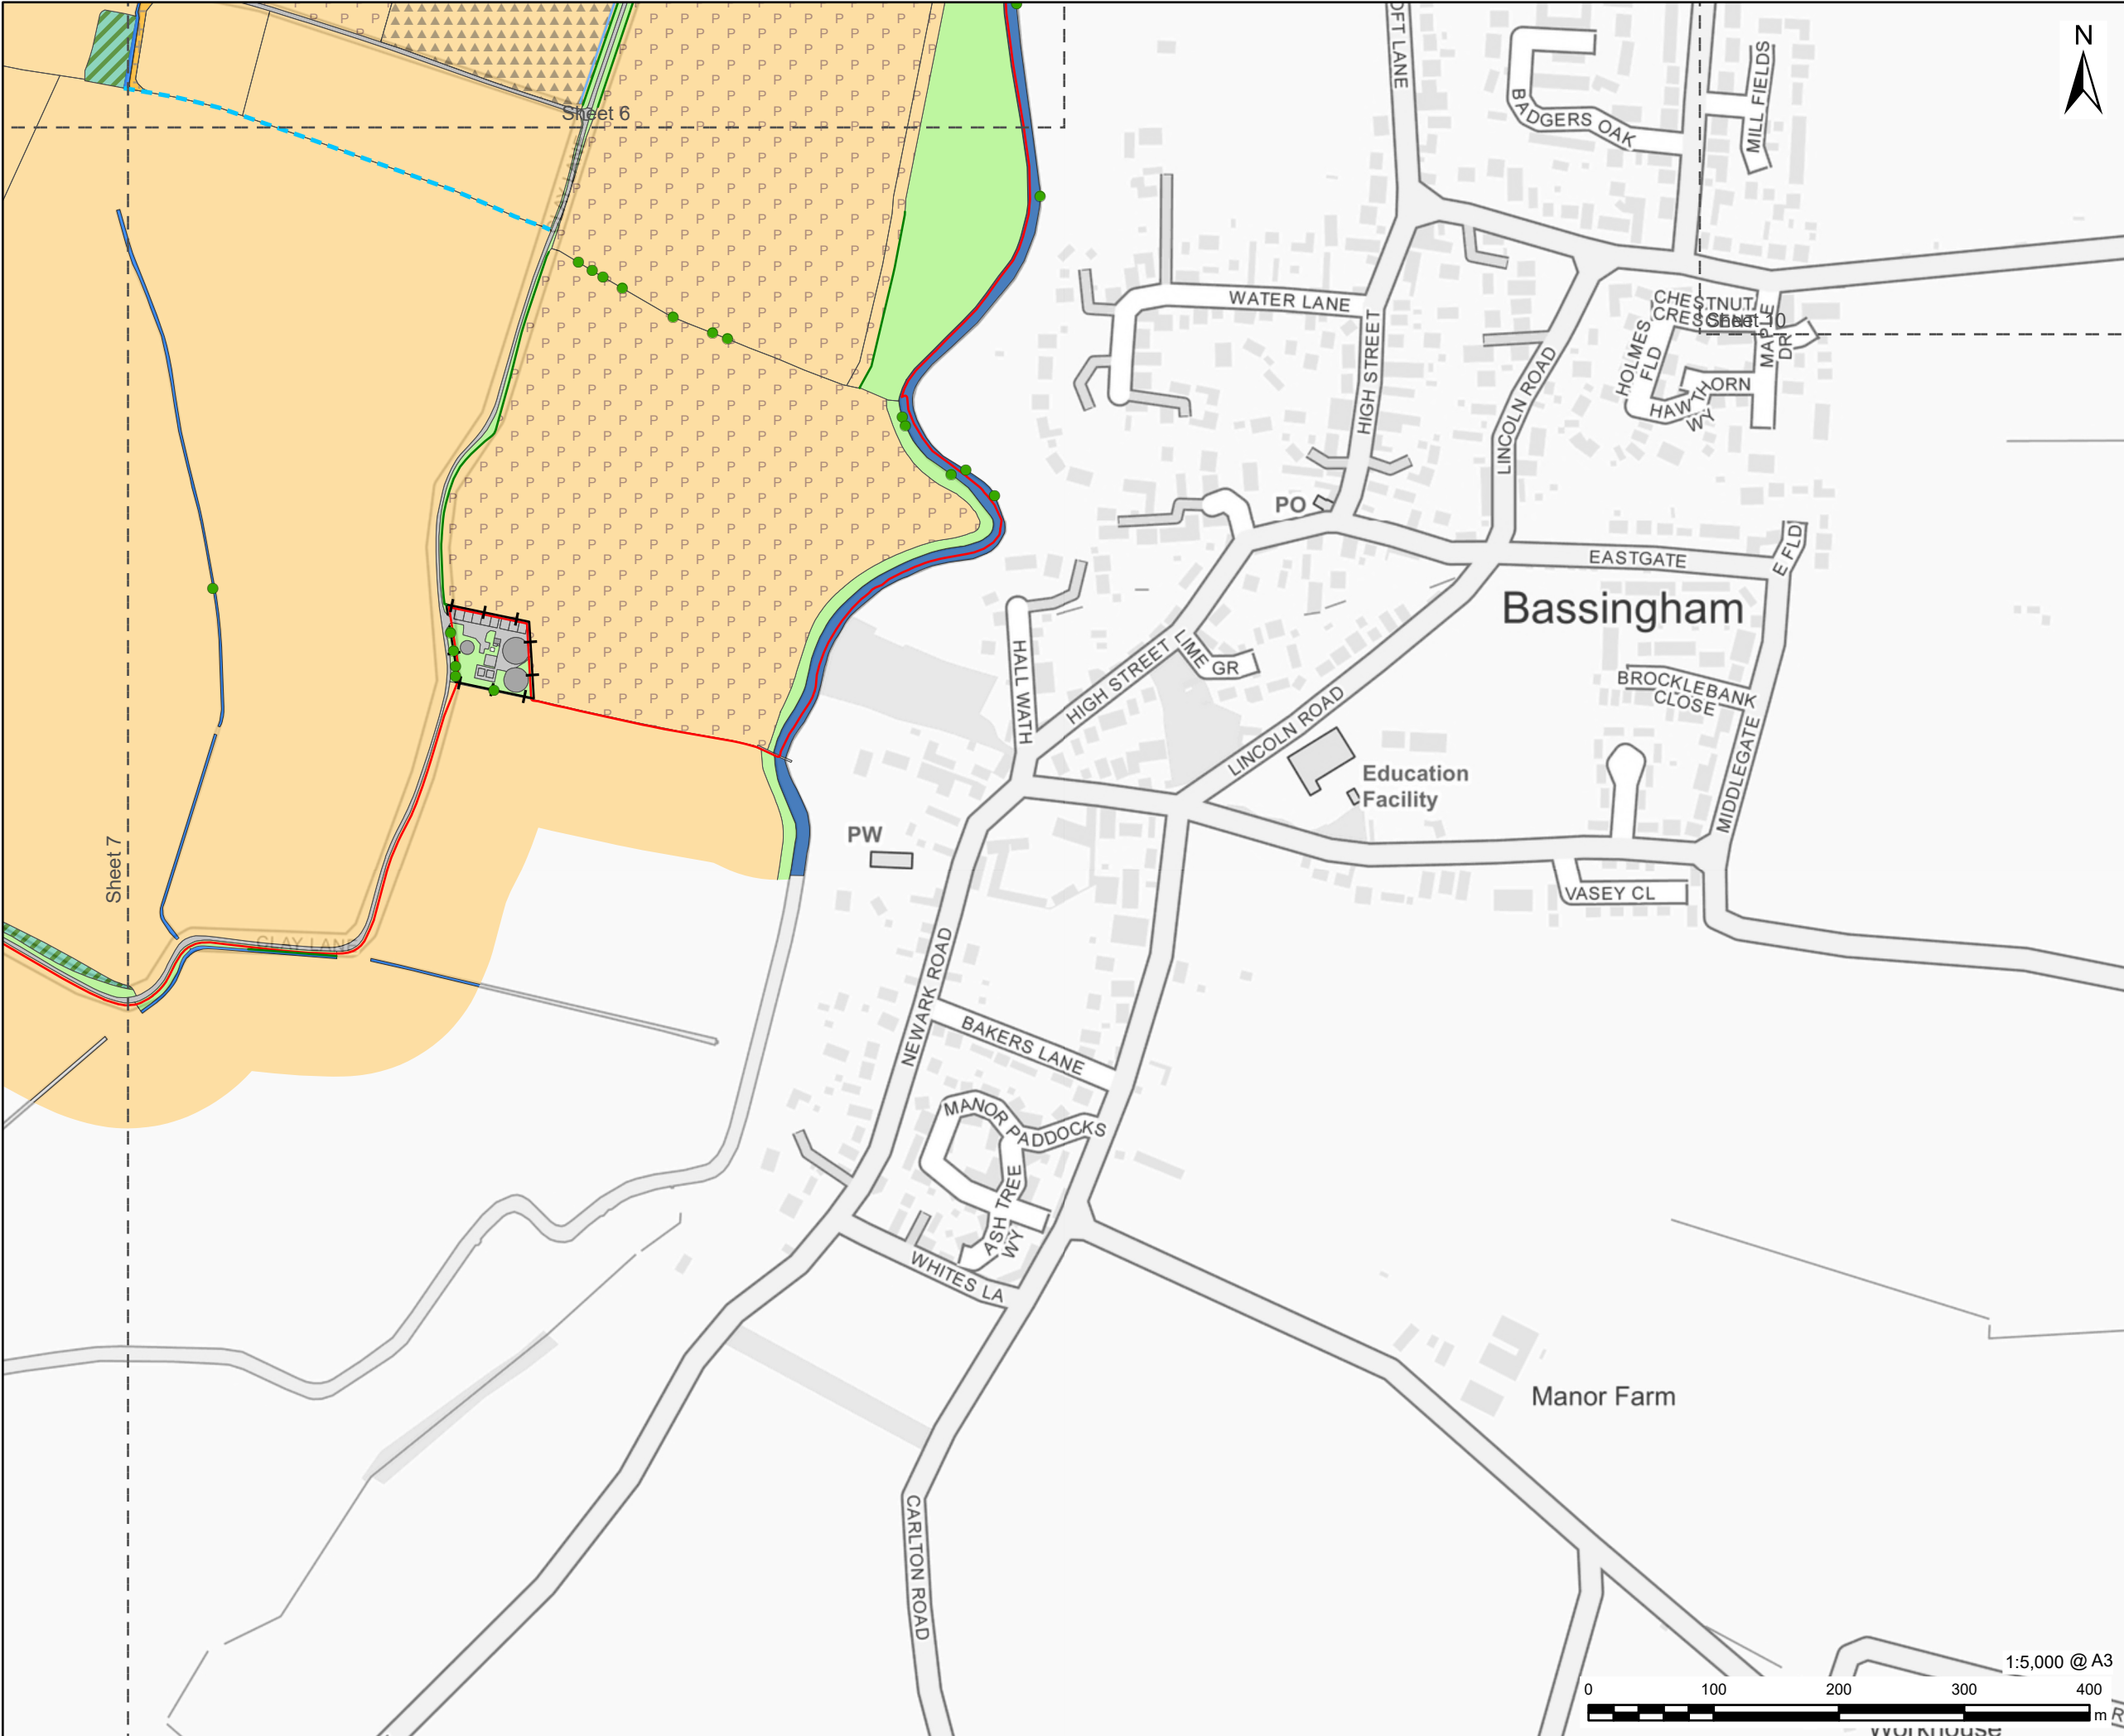 N
OFT LANE
BADGERS OAK
MILL FIELDS
Sheet 6
WATER LANE
CHESTNUT
CRESCENT
Sheet 10
HOLMES
FLD
MAPLE
DR
HAWTHORN
WY
HIGH STREET
LINCOLN ROAD
PO
EASTGATE
E FLD
Bassingham
HALL WATH
HIGH STREET
LIME GR
LINCOLN ROAD
BROCKLEBANK
CLOSE
MIDDLEGATE
Education
Facility
PW
Sheet 7
VASEY CL
CLAY LANE
NEWARK ROAD
BAKERS LANE
MANOR PADDOCKS
ASH TREE
WY
WHITES LA
Manor Farm
CARLTON ROAD
1:5,000 @ A3
0 100 200 300 400
m
Workhouse